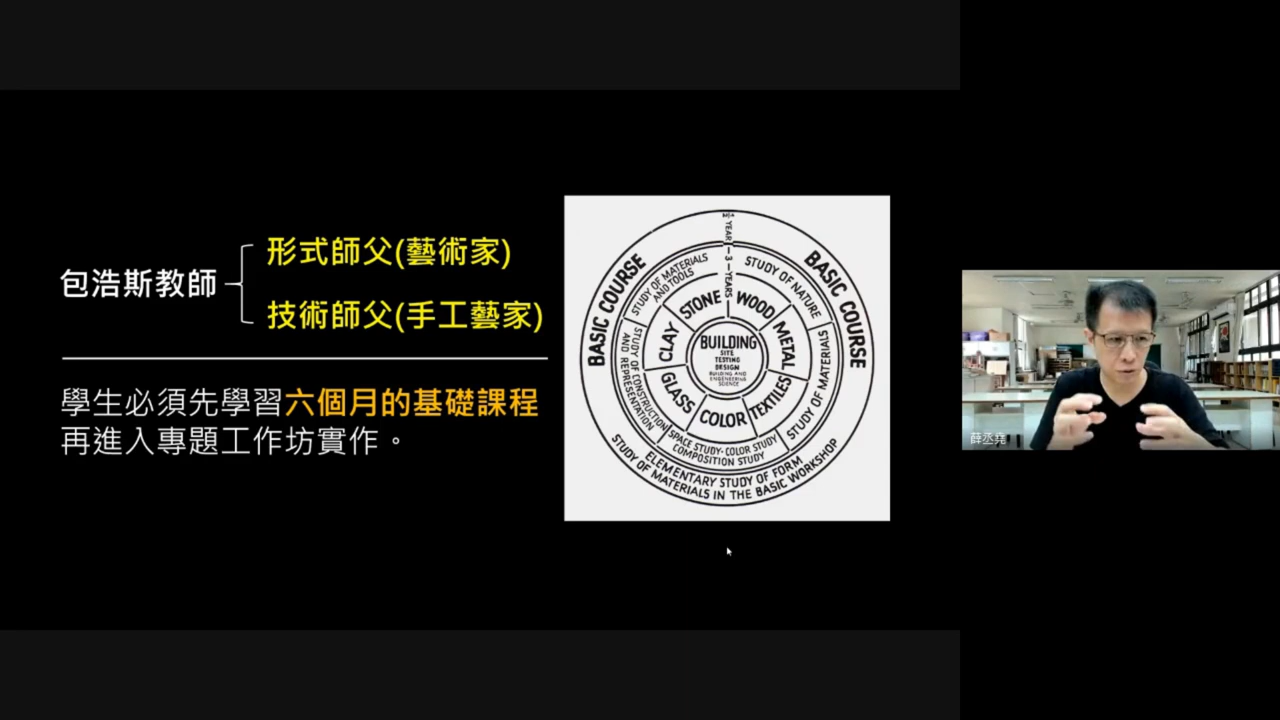 包浩斯教師
形式師父(藝術家)
技術師父(手工藝家)
學生必須先學習六個月的基礎課程
再進入專題工作坊實作。
BASIC COURSE
BASIC COURSE
ELEMENTARY STUDY OF FORM
STUDY OF MATERIALS IN THE BASIC WORKSHOP
YEAR
3
YEARS
STUDY OF MATERIALS
AND TOOLS
STUDY OF NATURE
STUDY OF MATERIALS
SPACE STUDY·COLOR STUDY
COMPOSITION STUDY
STUDY OF CONSTRUCTION
AND REPRESENTATION
STONE
WOOD
METAL
TEXTILES
COLOR
GLASS
CLAY
BUILDING
SITE
TESTING
DESIGN
BUILDING AND
ENGINEERING
SCIENCE
薛丞堯